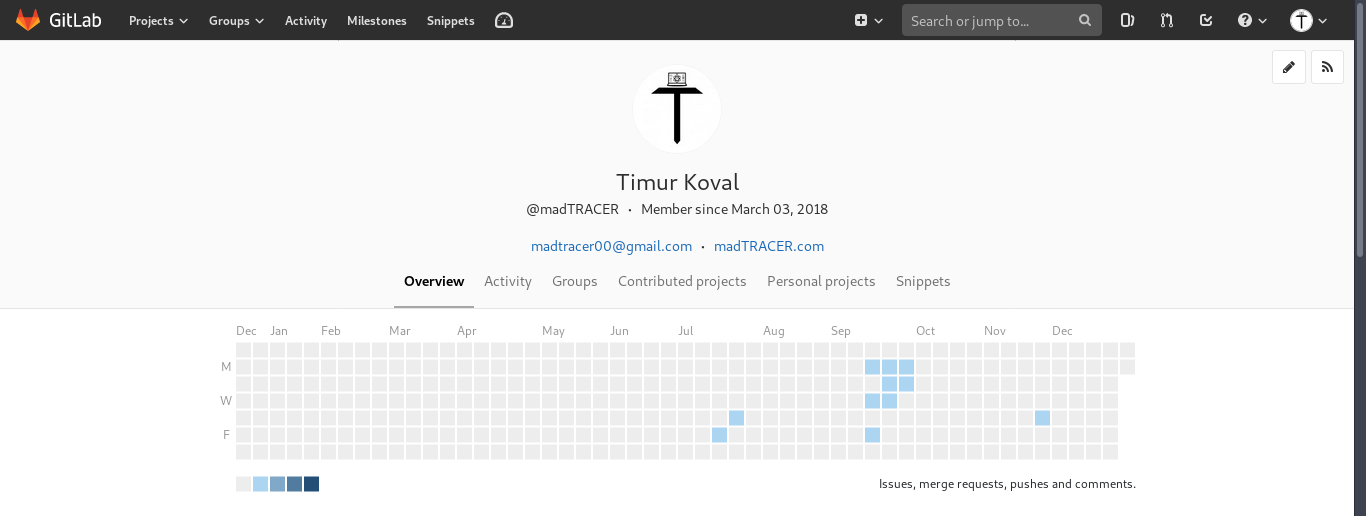 GitLab Projects Groups Activity Milestones Snippets Search or jump to...
Timur Koval
@madTRACER • Member since March 03, 2018
madtracer00@gmail.com • madTRACER.com
Overview Activity Groups Contributed projects Personal projects Snippets
Dec Jan Feb Mar Apr May Jun Jul Aug Sep Oct Nov Dec
M
W
F
Issues, merge requests, pushes and comments.